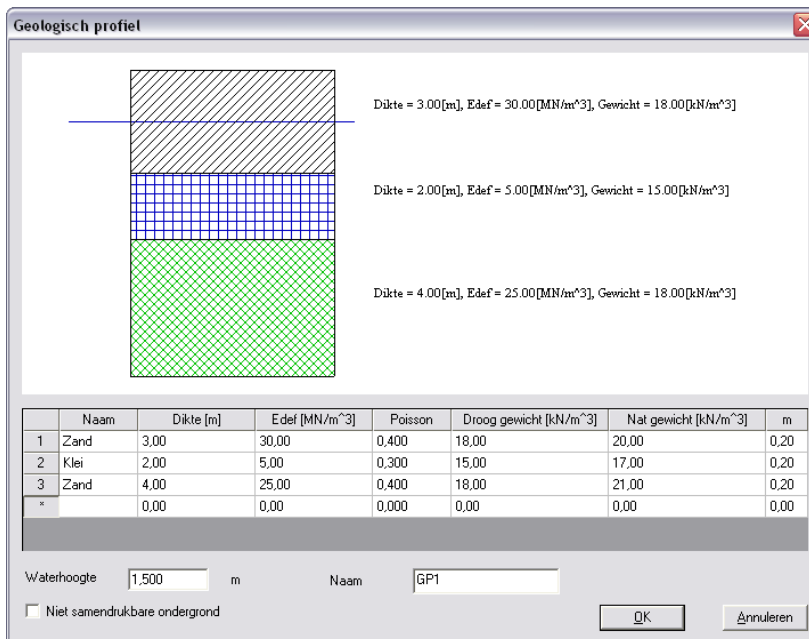 Geologisch profiel
Dikte = 3.00[m], Edef = 30.00[MN/m^3], Gewicht = 18.00[kN/m^3]
Dikte = 2.00[m], Edef = 5.00[MN/m^3], Gewicht = 15.00[kN/m^3]
Dikte = 4.00[m], Edef = 25.00[MN/m^3], Gewicht = 18.00[kN/m^3]
Naam Dikte [m] Edef [MN/m^3] Poisson Droog gewicht [kN/m^3] Nat gewicht [kN/m^3] m
1 Zand 3,00 30,00 0,400 18,00 20,00 0,20
2 Klei 2,00 5,00 0,300 15,00 17,00 0,20
3 Zand 4,00 25,00 0,400 18,00 21,00 0,20
* 0,00 0,00 0,000 0,00 0,00 0,00
Waterhoogte 1,500 m Naam GP1
Niet samendrukbare ondergrond OK Annuleren